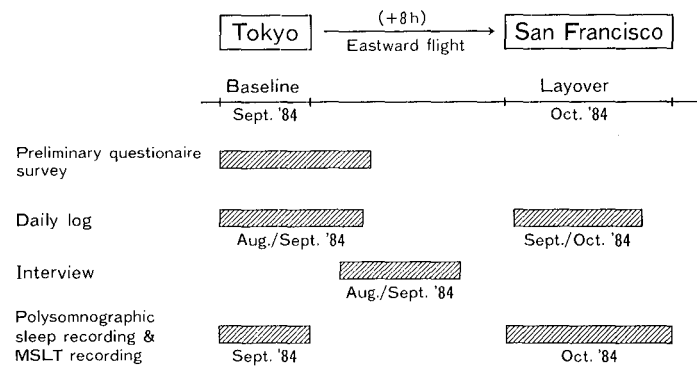 (+8h)
Tokyo
San Francisco
Eastward flight
Baseline
Layover
Sept. '84
Oct. '84
Preliminary questionaire
survey
Daily log
Aug./Sept. '84
Sept./Oct. '84
Interview
Aug./Sept. '84
Polysomnographic
sleep recording &
MSLT recording
Sept. '84
Oct. '84